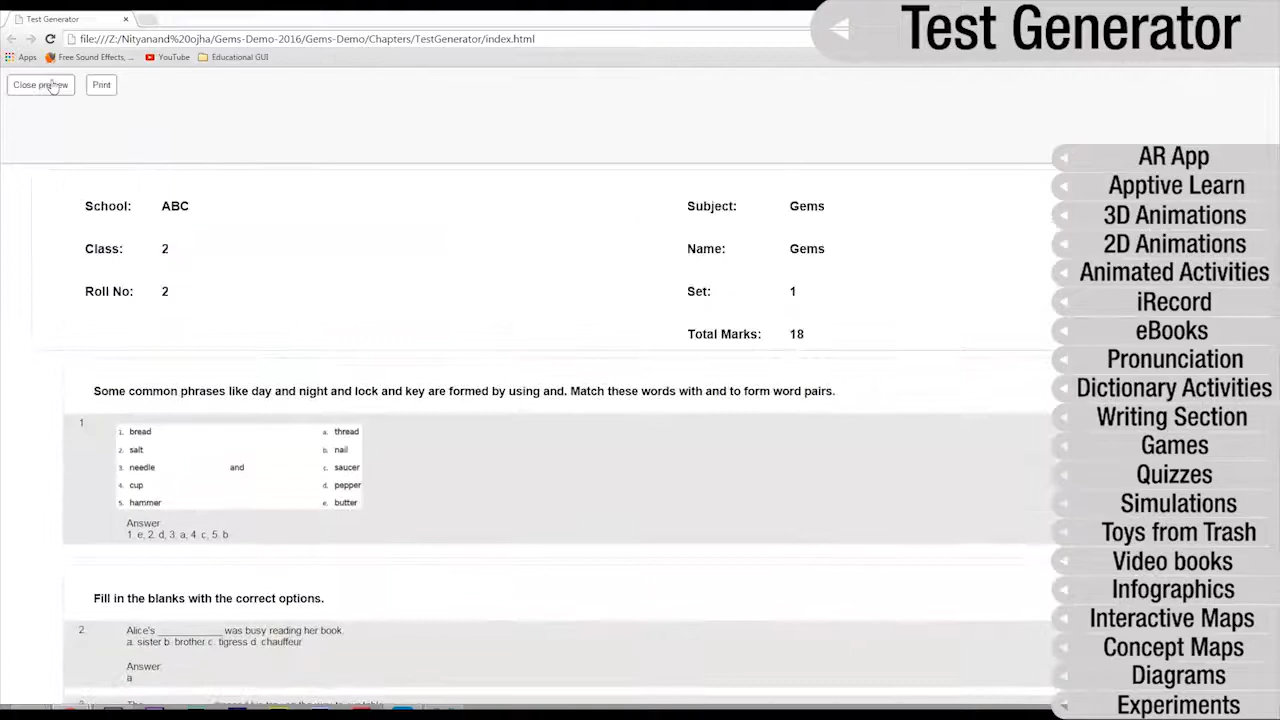 Test Generator
Test Generator
file:///Z:/Nityanand%20ojha/Gems-Demo-2016/Gems-Demo/Chapters/TestGenerator/index.html
Apps Free Sound Effects, ... YouTube Educational GUI
Close preview Print
School: ABC Subject: Gems
Class: 2 Name: Gems
Roll No: 2 Set: 1
Total Marks: 18
Some common phrases like day and night and lock and key are formed by using and. Match these words with and to form word pairs.
1
1. bread a. thread
2. salt b. nail
3. needle and c. saucer
4. cup d. pepper
5. hammer e. butter
Answer
1. e, 2. d, 3. a, 4. c, 5. b
Fill in the blanks with the correct options.
2. Alice's ___________ was busy reading her book.
a. sister b. brother c. tigress d. chauffeur
Answer
a
AR App
Apptive Learn
3D Animations
2D Animations
Animated Activities
iRecord
eBooks
Pronunciation
Dictionary Activities
Writing Section
Games
Quizzes
Simulations
Toys from Trash
Video books
Infographics
Interactive Maps
Concept Maps
Diagrams
Experiments